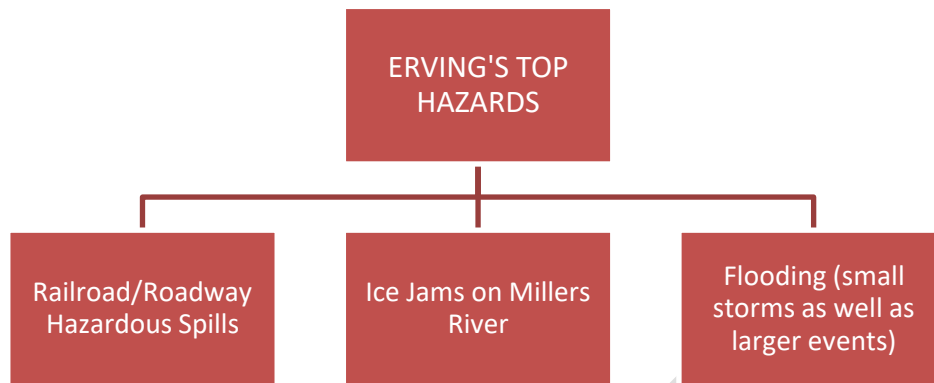 ERVING'S TOP
HAZARDS
Railroad/Roadway
Hazardous Spills
Ice Jams on Millers
River
Flooding (small
storms as well as
larger events)